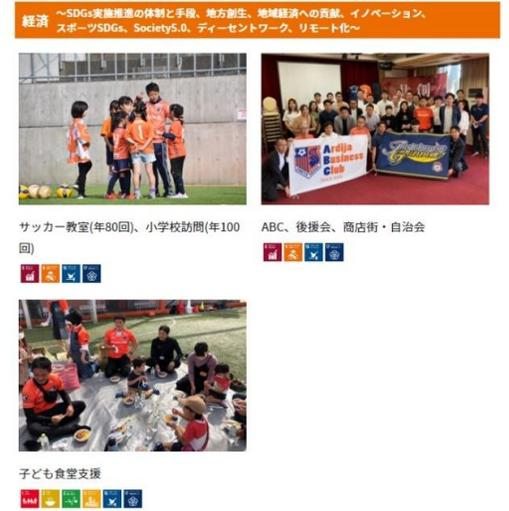 経済
～SDGs実施推進の体制と手段、地方創生、地域経済への貢献、イノベーション、
スポーツSDGs、Society5.0、ディーセントワーク、リモート化～
Ardija
Business
Club
サッカー教室(年80回)、小学校訪問(年100
回)
ABC、後援会、商店街・自治会
子ども食堂支援